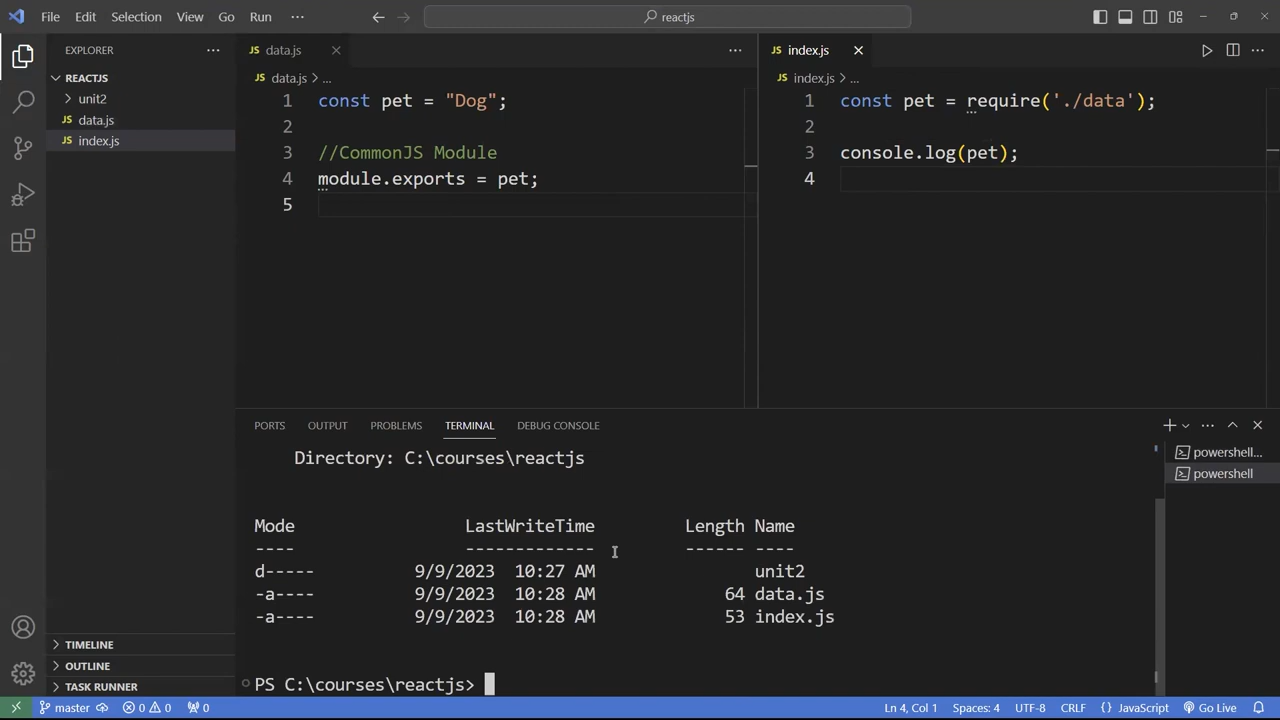 File Edit Selection View Go Run ··· reactjs
EXPLORER ···
REACTJS
unit2
JS data.js
JS index.js
TIMELINE
OUTLINE
TASK RUNNER
JS data.js ···
JS data.js > ...
1 const pet = "Dog";
2
3 //CommonJS Module
4 module.exports = pet;
5
JS index.js ···
JS index.js > ...
1 const pet = require('./data');
2
3 console.log(pet);
4
PORTS OUTPUT PROBLEMS TERMINAL DEBUG CONSOLE
Directory: C:\courses\reactjs
Mode LastWriteTime Length Name
---- ------------- ------ ----
d----- 9/9/2023 10:27 AM unit2
-a---- 9/9/2023 10:28 AM 64 data.js
-a---- 9/9/2023 10:28 AM 53 index.js
PS C:\courses\reactjs>
powershell...
powershell
master 0 0 0 Ln 4, Col 1 Spaces: 4 UTF-8 CRLF {} JavaScript Go Live